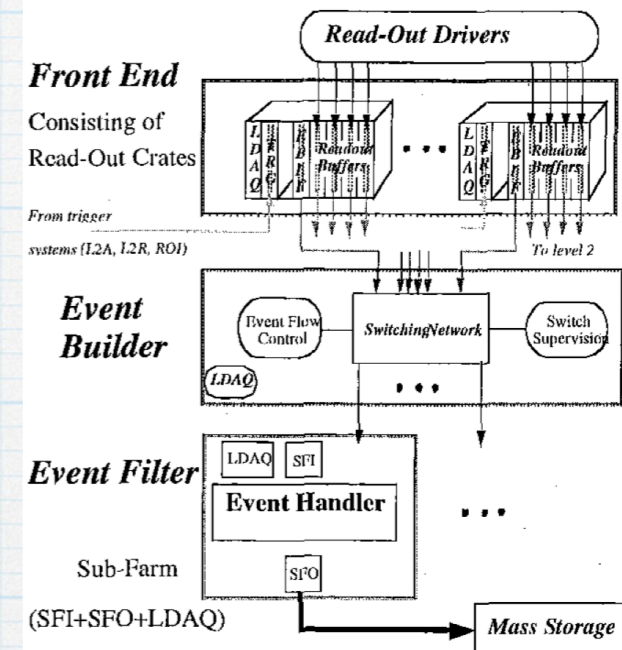 Read-Out Drivers
Front End
Consisting of
Read-Out Crates
L
D
A
Q
T
R
G
E
B
I
F
Readout
Buffers
L
D
A
Q
T
R
G
E
B
I
F
Readout
Buffers
From trigger
systems (L2A, L2R, ROI)
To level 2
Event
Builder
Event Flow
Control
SwitchingNetwork
Switch
Supervision
LDAQ
Event Filter
LDAQ
SFI
Event Handler
Sub-Farm
SFO
(SFI+SFO+LDAQ)
Mass Storage